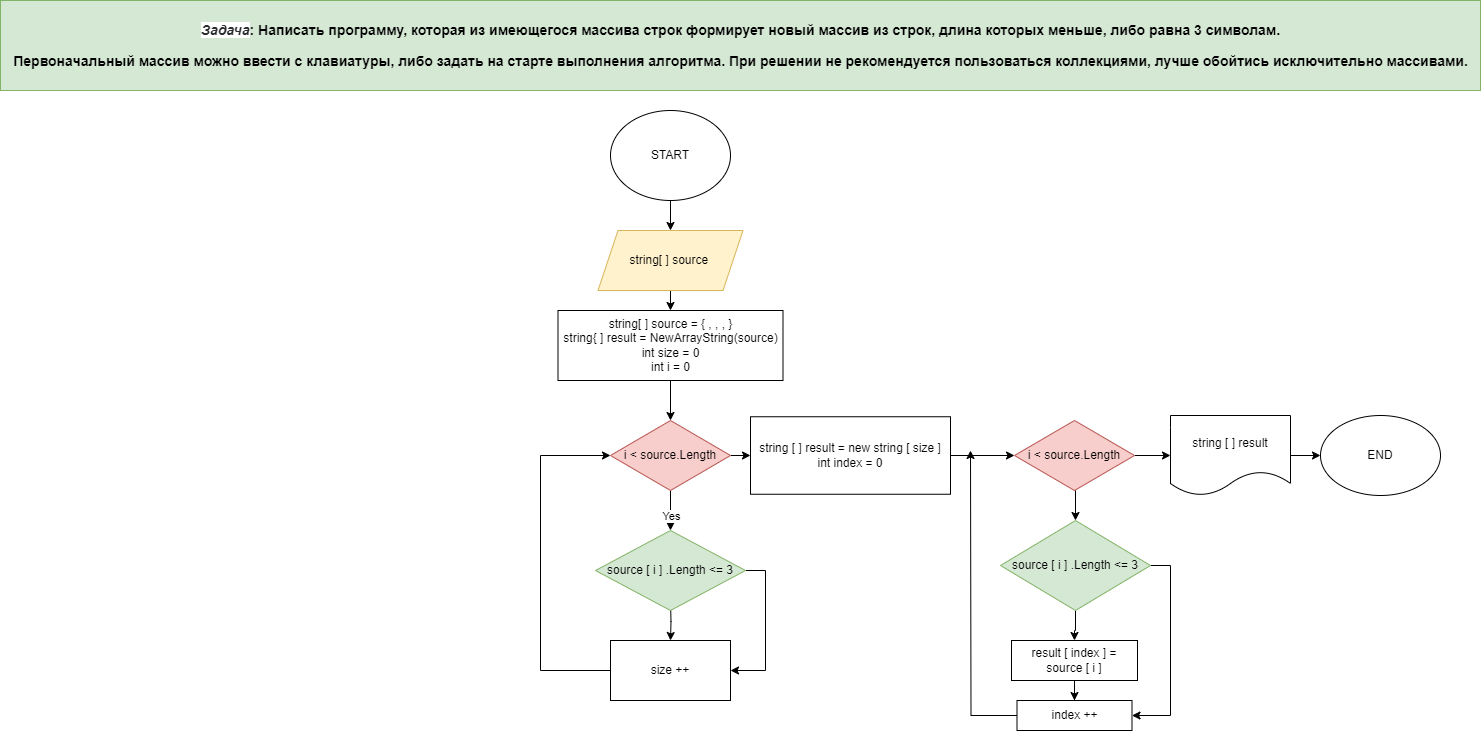 Задача: Написать программу, которая из имеющегося массива строк формирует новый массив из строк, длина которых меньше, либо равна 3 символам.
Первоначальный массив можно ввести с клавиатуры, либо задать на старте выполнения алгоритма. При решении не рекомендуется пользоваться коллекциями, лучше обойтись исключительно массивами.
START
string[ ] source
string[ ] source = { , , , }
string{ ] result = NewArrayString(source)
int size = 0
int i = 0
i < source.Length
string [ ] result = new string [ size ]
int index = 0
i < source.Length
string [ ] result
END
Yes
source [ i ] .Length <= 3
source [ i ] .Length <= 3
size ++
result [ index ] =
source [ i ]
index ++